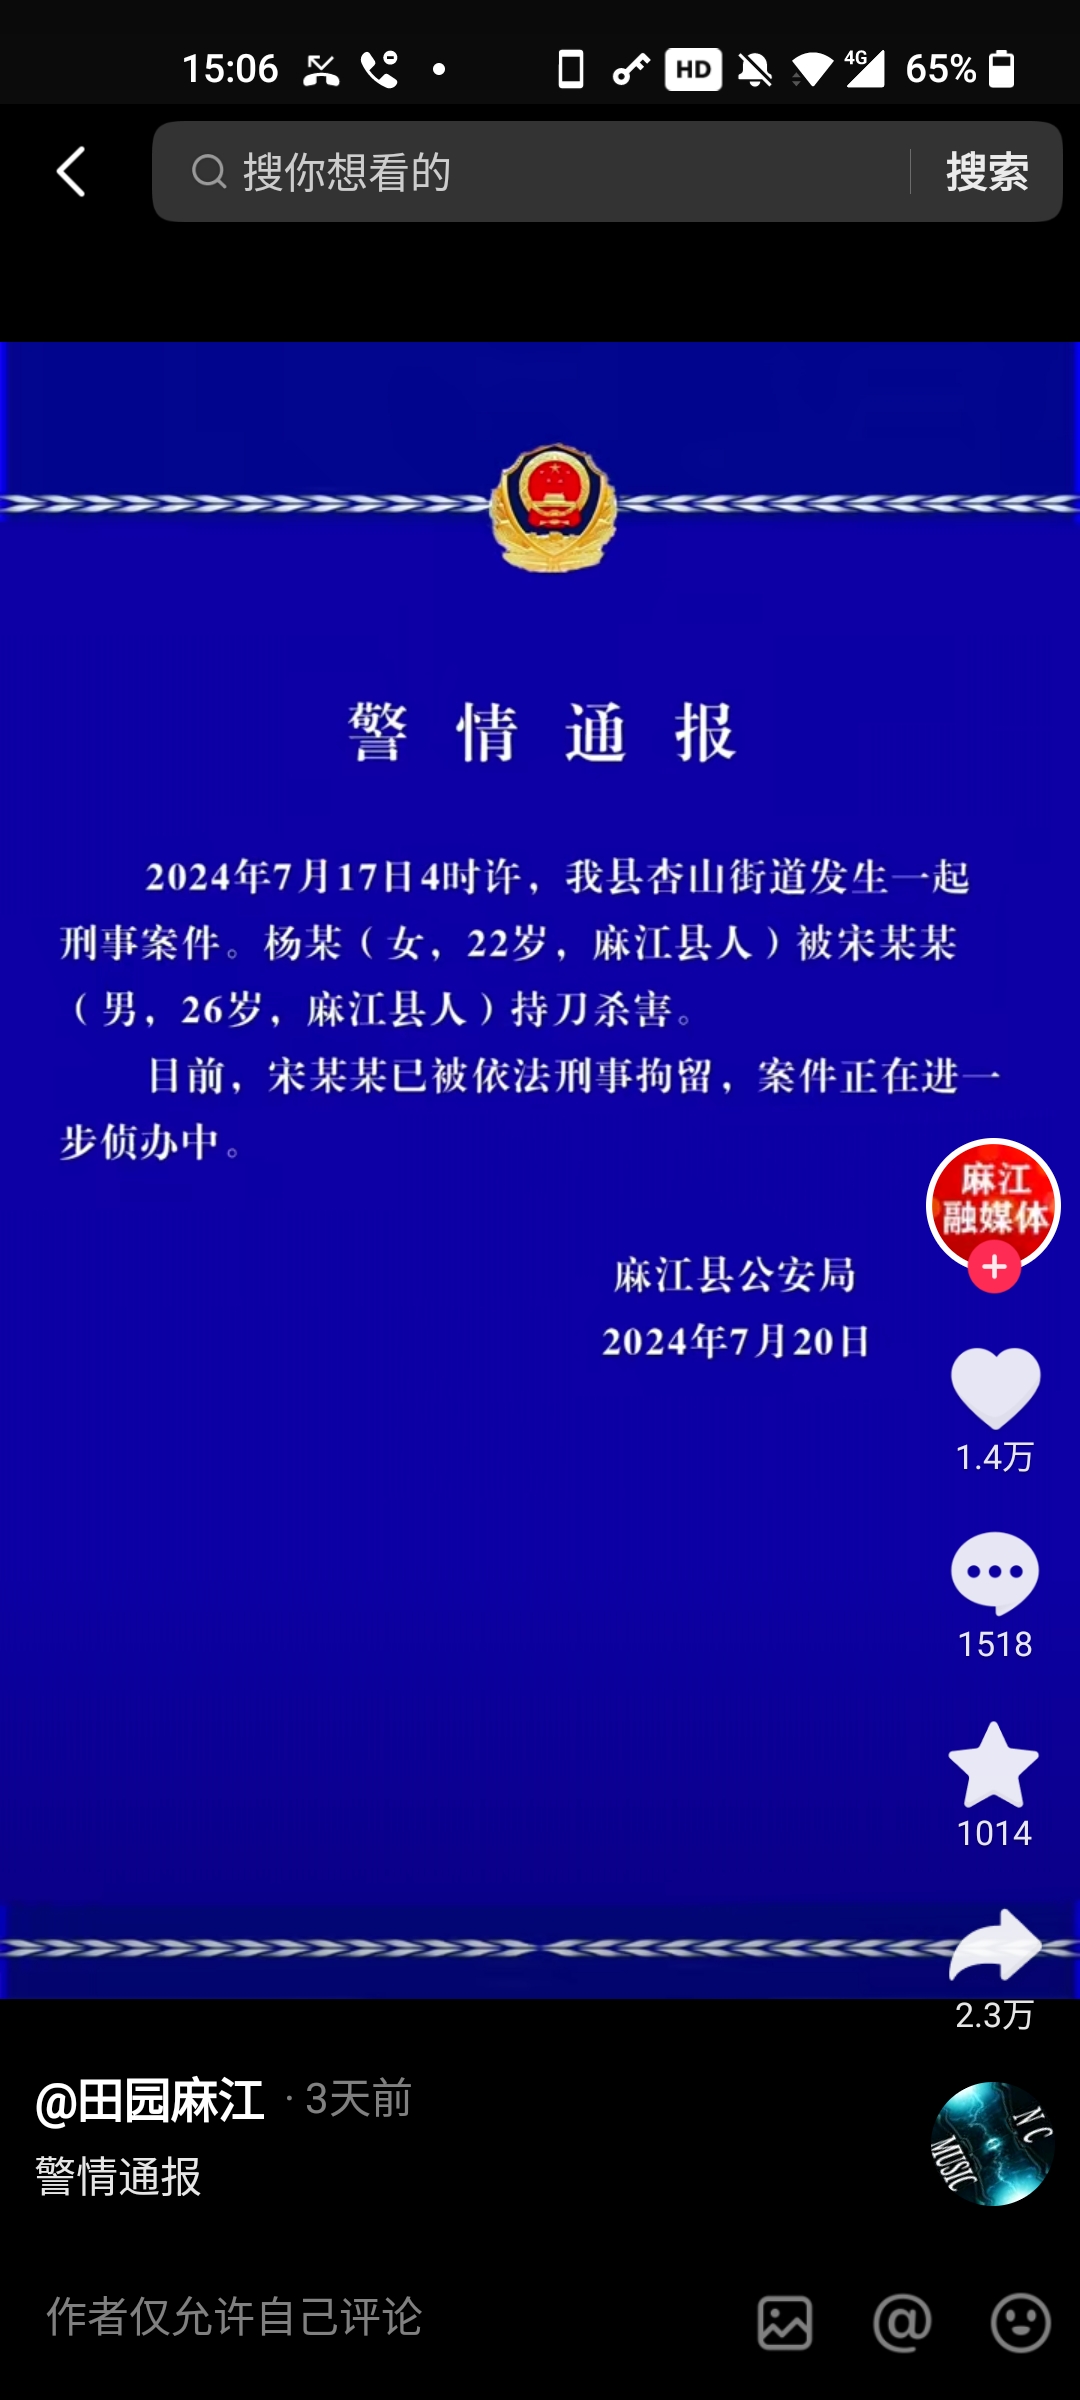 15:06
HD
4G
65%
搜你想看的
搜索
警情通报
2024年7月17日4时许，我县杏山街道发生一起
刑事案件。杨某（女，22岁，麻江县人）被宋某某
（男，26岁，麻江县人）持刀杀害。
目前，宋某某已被依法刑事拘留，案件正在进一
步侦办中。
麻江县公安局
2024年7月20日
麻江
融媒体
1.4万
1518
1014
2.3万
@田园麻江 · 3天前
警情通报
NC
MUSIC
作者仅允许自己评论